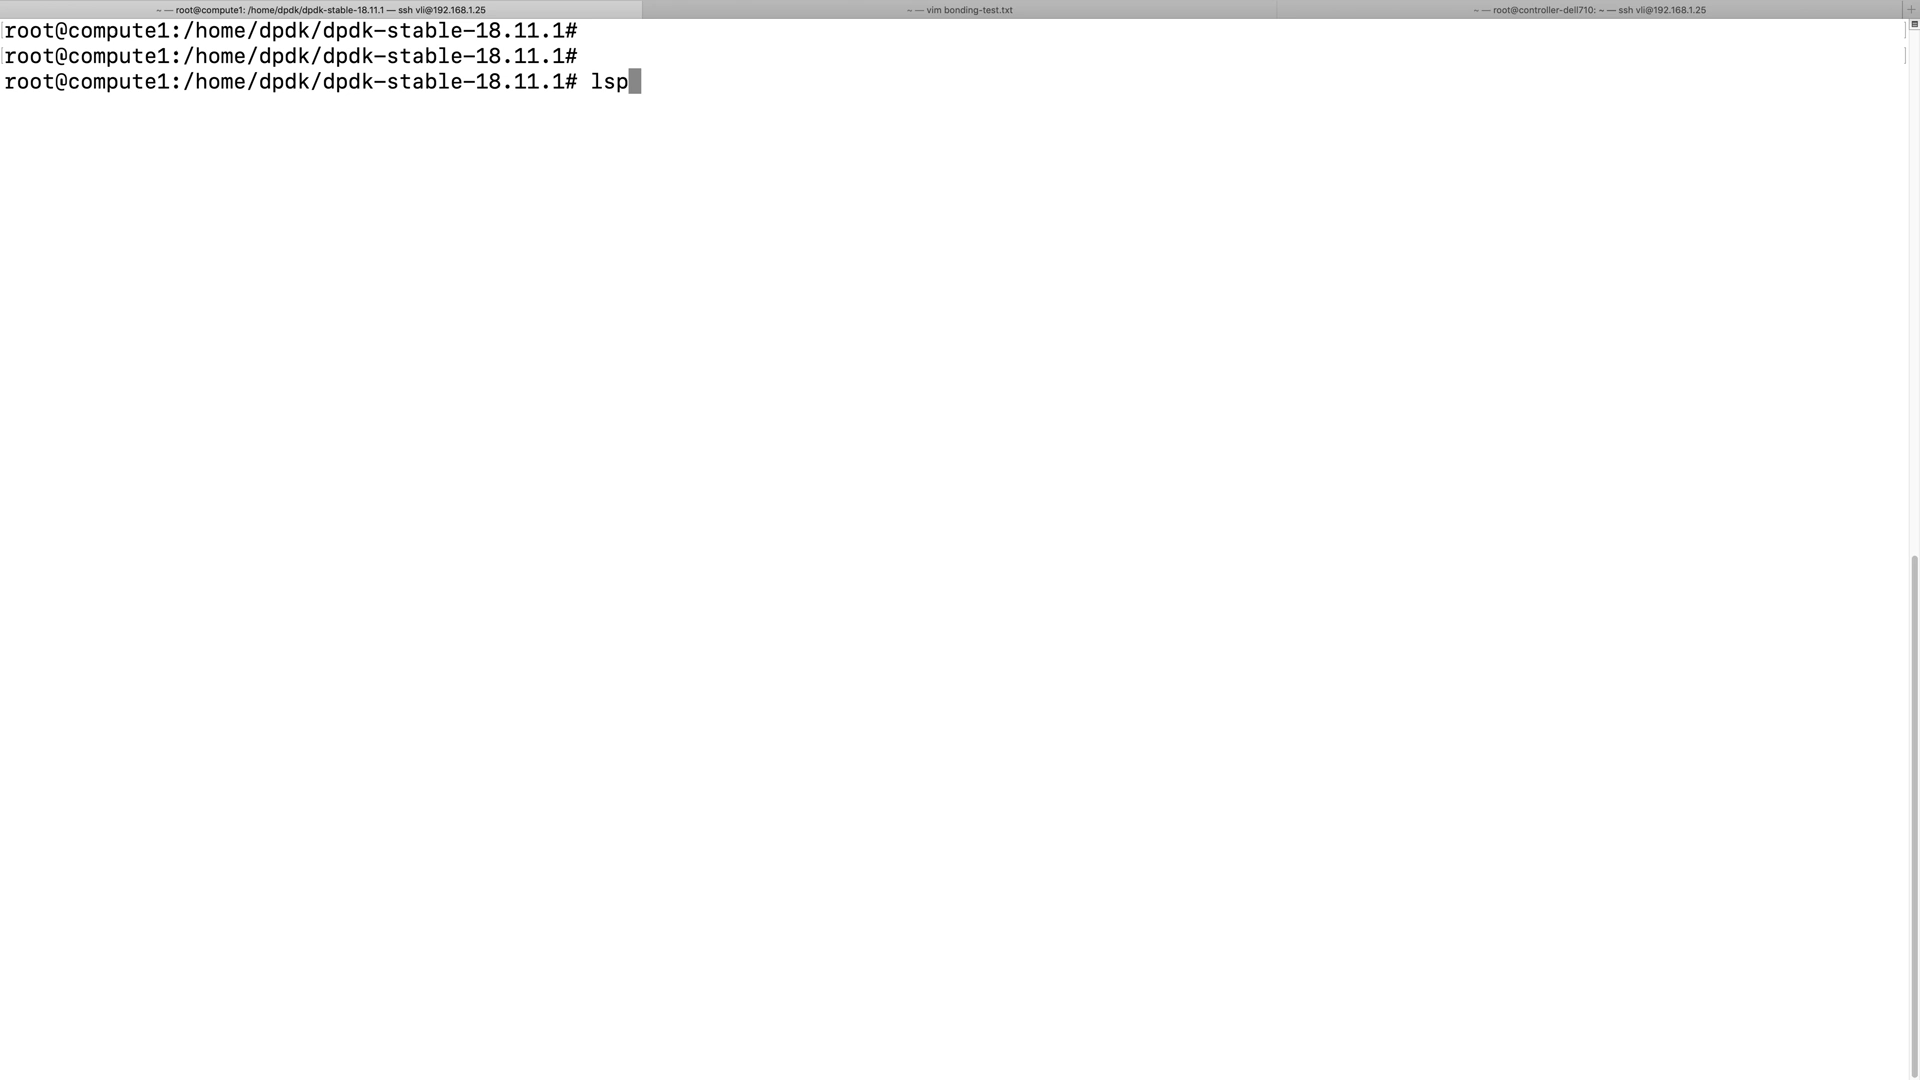 ~ — root@compute1: /home/dpdk/dpdk-stable-18.11.1 — ssh vli@192.168.1.25
~ — vim bonding-test.txt
~ — root@controller-dell710: ~ — ssh vli@192.168.1.25
root@compute1:/home/dpdk/dpdk-stable-18.11.1#
root@compute1:/home/dpdk/dpdk-stable-18.11.1#
root@compute1:/home/dpdk/dpdk-stable-18.11.1# lsp